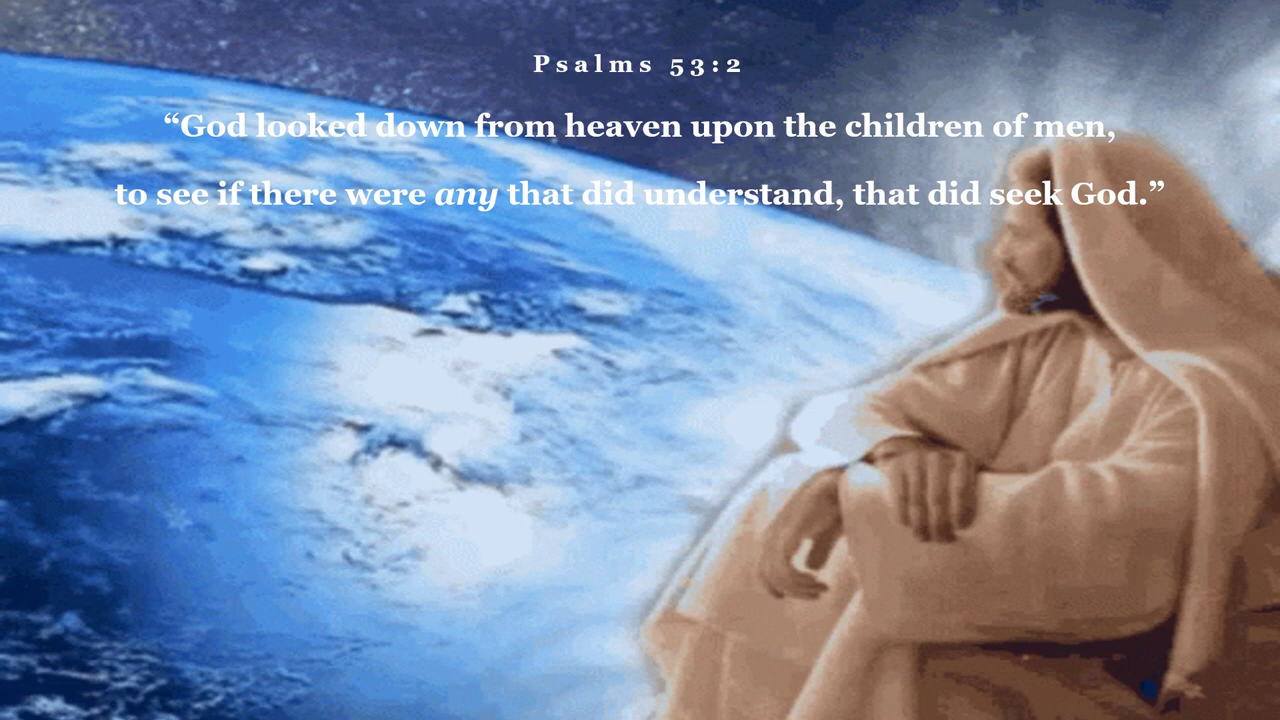 Psalms 53:2
“God looked down from heaven upon the children of men,
to see if there were any that did understand, that did seek God.”